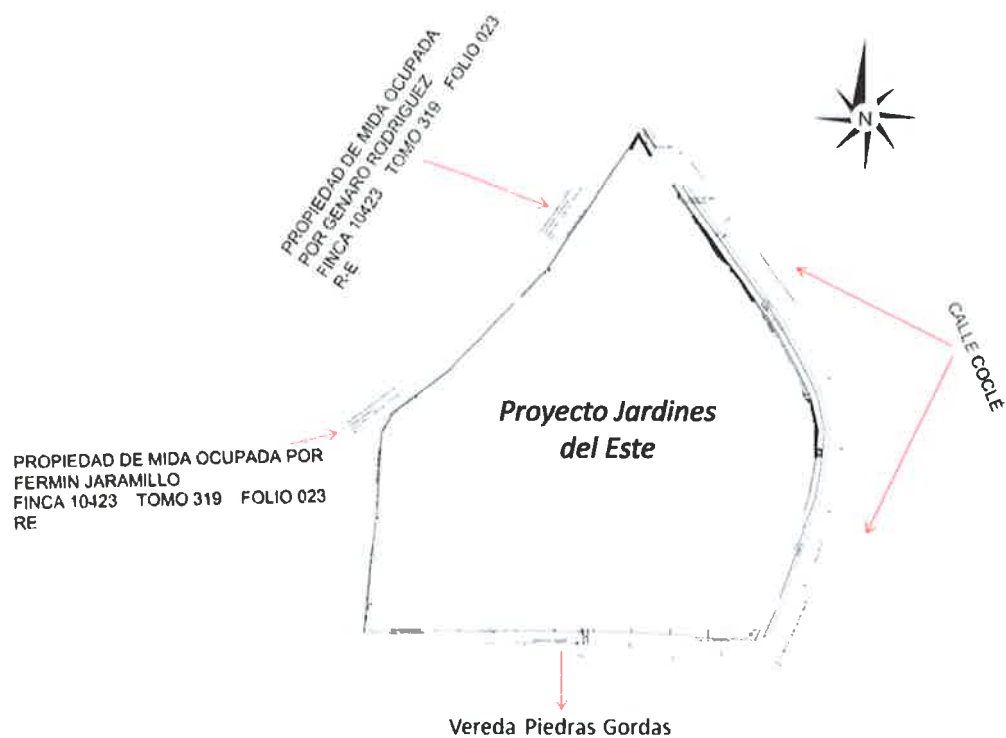 PROPIEDAD DE MIDA OCUPADA
POR GENARO RODRIGUEZ
FINCA 10423 TOMO 319 FOLIO 023
R-E
N
CALLE COCLÉ
Proyecto Jardines
del Este
PROPIEDAD DE MIDA OCUPADA POR
FERMIN JARAMILLO
FINCA 10423 TOMO 319 FOLIO 023
RE
Vereda Piedras Gordas